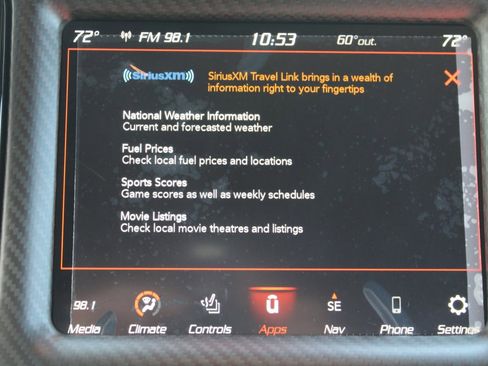 72° FM 98.1 10:53 60° out. 72°
SiriusXM SiriusXM Travel Link brings in a wealth of
information right to your fingertips
National Weather Information
Current and forecasted weather
Fuel Prices
Check local fuel prices and locations
Sports Scores
Game scores as well as weekly schedules
Movie Listings
Check local movie theatres and listings
98.1 SE
Media Climate Controls Apps Nav Phone Settings